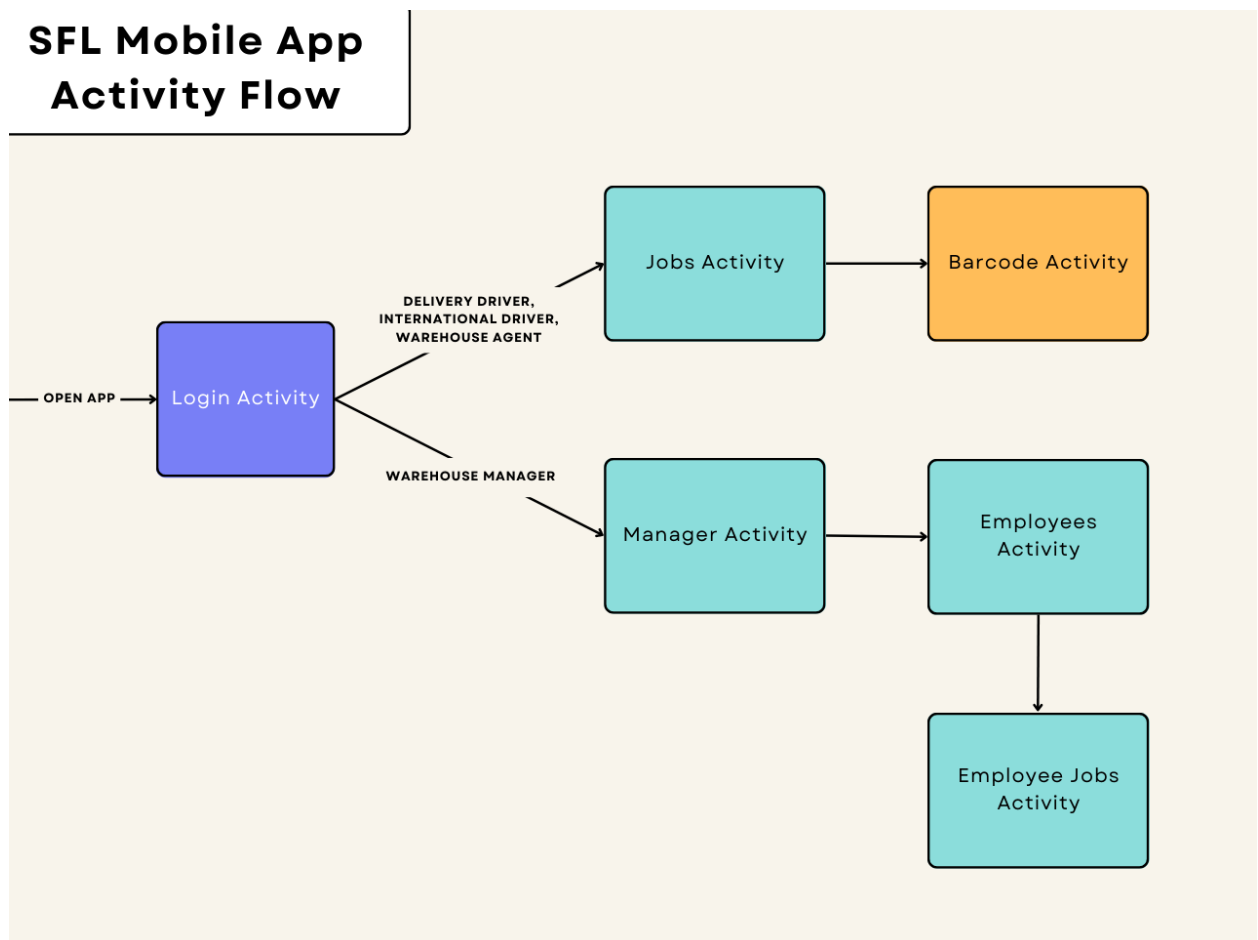 SFL Mobile App
Activity Flow
Jobs Activity
Barcode Activity
DELIVERY DRIVER,
INTERNATIONAL DRIVER,
WAREHOUSE AGENT
OPEN APP
Login Activity
WAREHOUSE MANAGER
Manager Activity
Employees
Activity
Employee Jobs
Activity